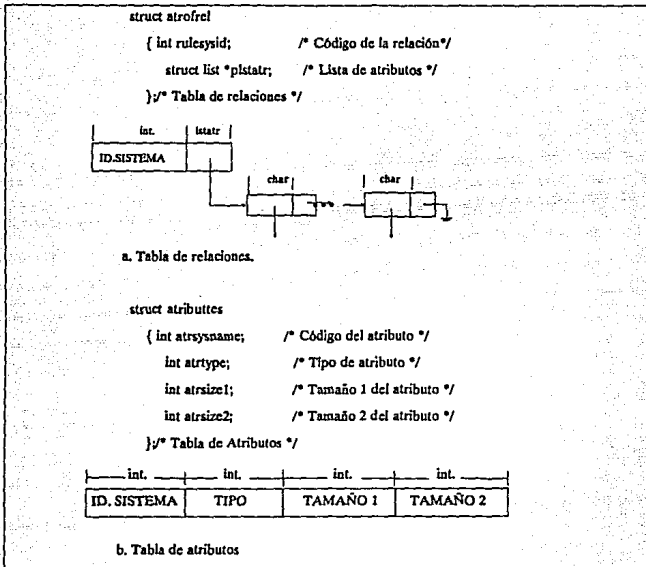 struct atrofrel
{ int rulesysid; /* Código de la relación*/
struct list *plstatr; /* Lista de atributos */
};/* Tabla de relaciones */
int. lstatr
ID.SISTEMA
char char
a. Tabla de relaciones.
struct atributtes
{ int atrsysname; /* Código del atributo */
int atrtype; /* Tipo de atributo */
int atrsize1; /* Tamaño 1 del atributo */
int atrsize2; /* Tamaño 2 del atributo */
};/* Tabla de Atributos */
int. int. int. int.
ID. SISTEMA TIPO TAMAÑO 1 TAMAÑO 2
b. Tabla de atributos